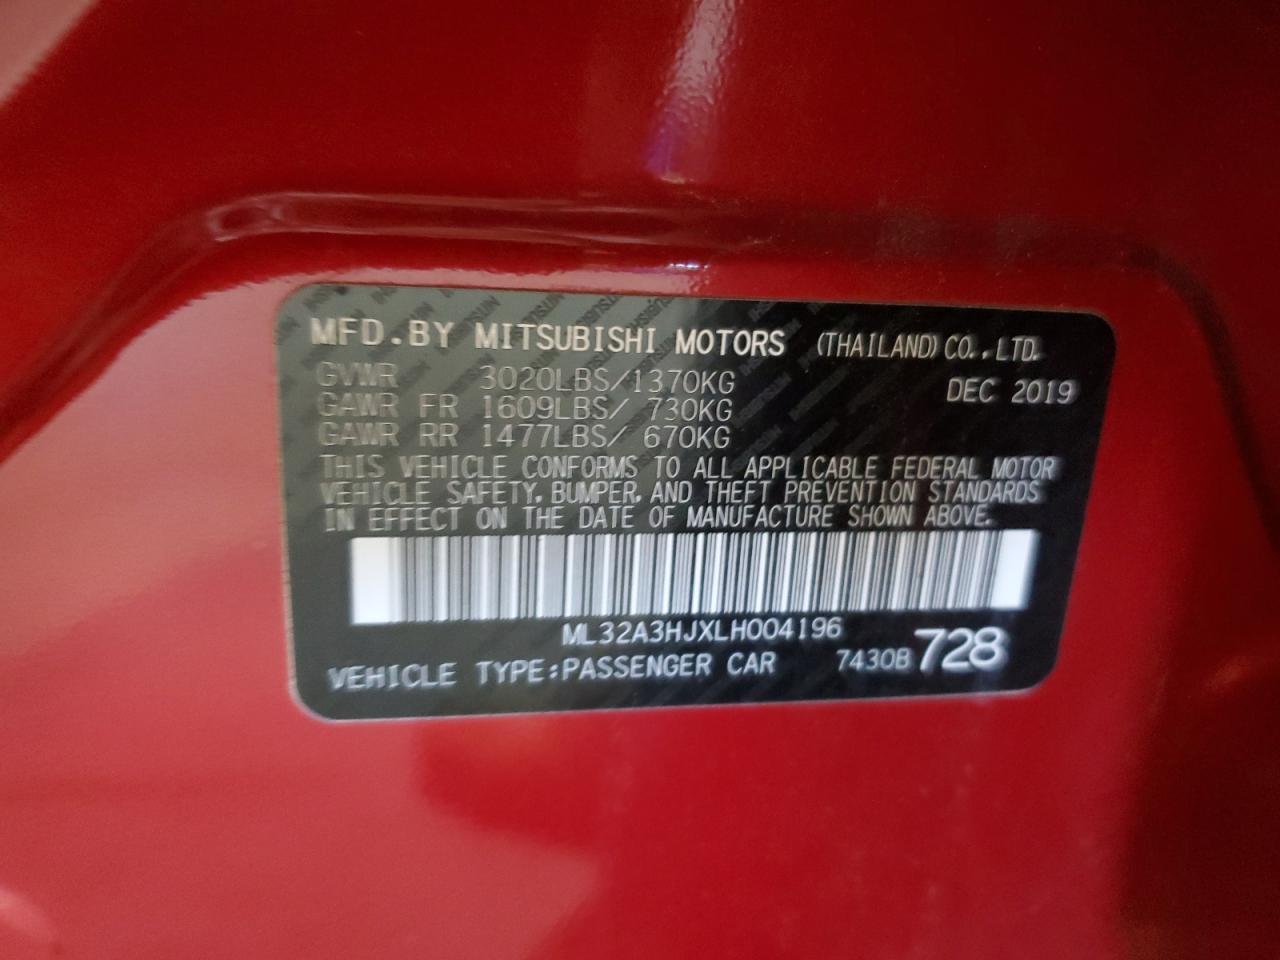 MFD.BY MITSUBISHI MOTORS (THAILAND) CO.,LTD.
GVWR 3020LBS/1370KG DEC 2019
GAWR FR 1609LBS/ 730KG
GAWR RR 1477LBS/ 670KG
THIS VEHICLE CONFORMS TO ALL APPLICABLE FEDERAL MOTOR
VEHICLE SAFETY, BUMPER, AND THEFT PREVENTION STANDARDS
IN EFFECT ON THE DATE OF MANUFACTURE SHOWN ABOVE.
ML32A3HJXLH004196
VEHICLE TYPE:PASSENGER CAR 7430B 728